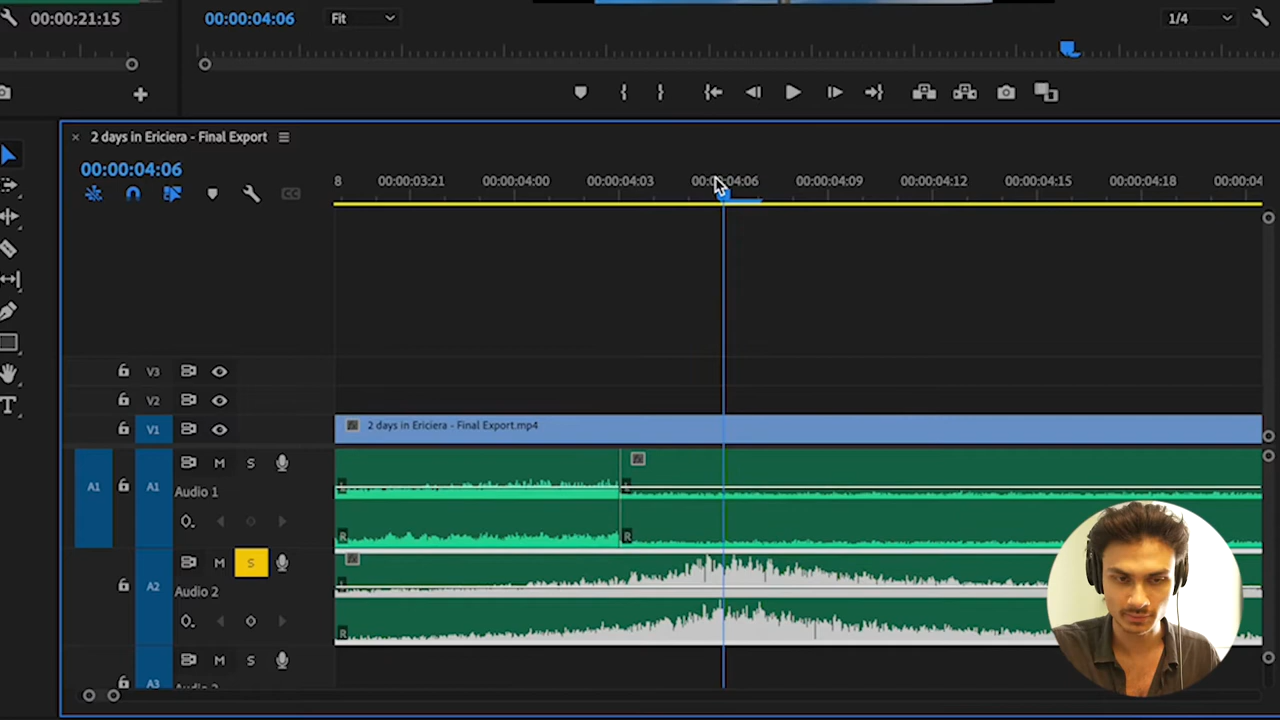 00:00:21:15
00:00:04:06
Fit
1/4
2 days in Ericiera - Final Export
00:00:04:06
8
00:00:03:21
00:00:04:00
00:00:04:03
00:00:04:06
00:00:04:09
00:00:04:12
00:00:04:15
00:00:04:18
00:00:04
V3
V2
V1
2 days in Ericiera - Final Export.mp4
A1
A1
M
S
Audio 1
L
L
R
R
A2
M
S
Audio 2
L
R
A3
M
S